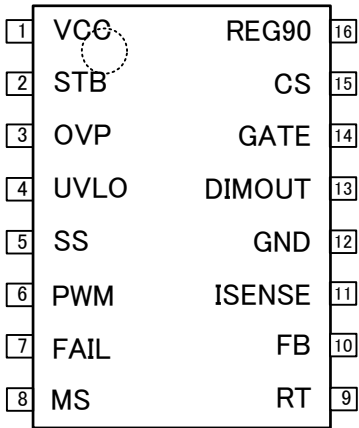 1 VCC REG90 16
2 STB CS 15
3 OVP GATE 14
4 UVLO DIMOUT 13
5 SS GND 12
6 PWM ISENSE 11
7 FAIL FB 10
8 MS RT 9